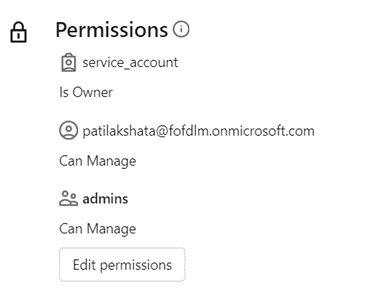 Permissions
service_account
Is Owner
patilakshata@fofdlm.onmicrosoft.com
Can Manage
admins
Can Manage
Edit permissions